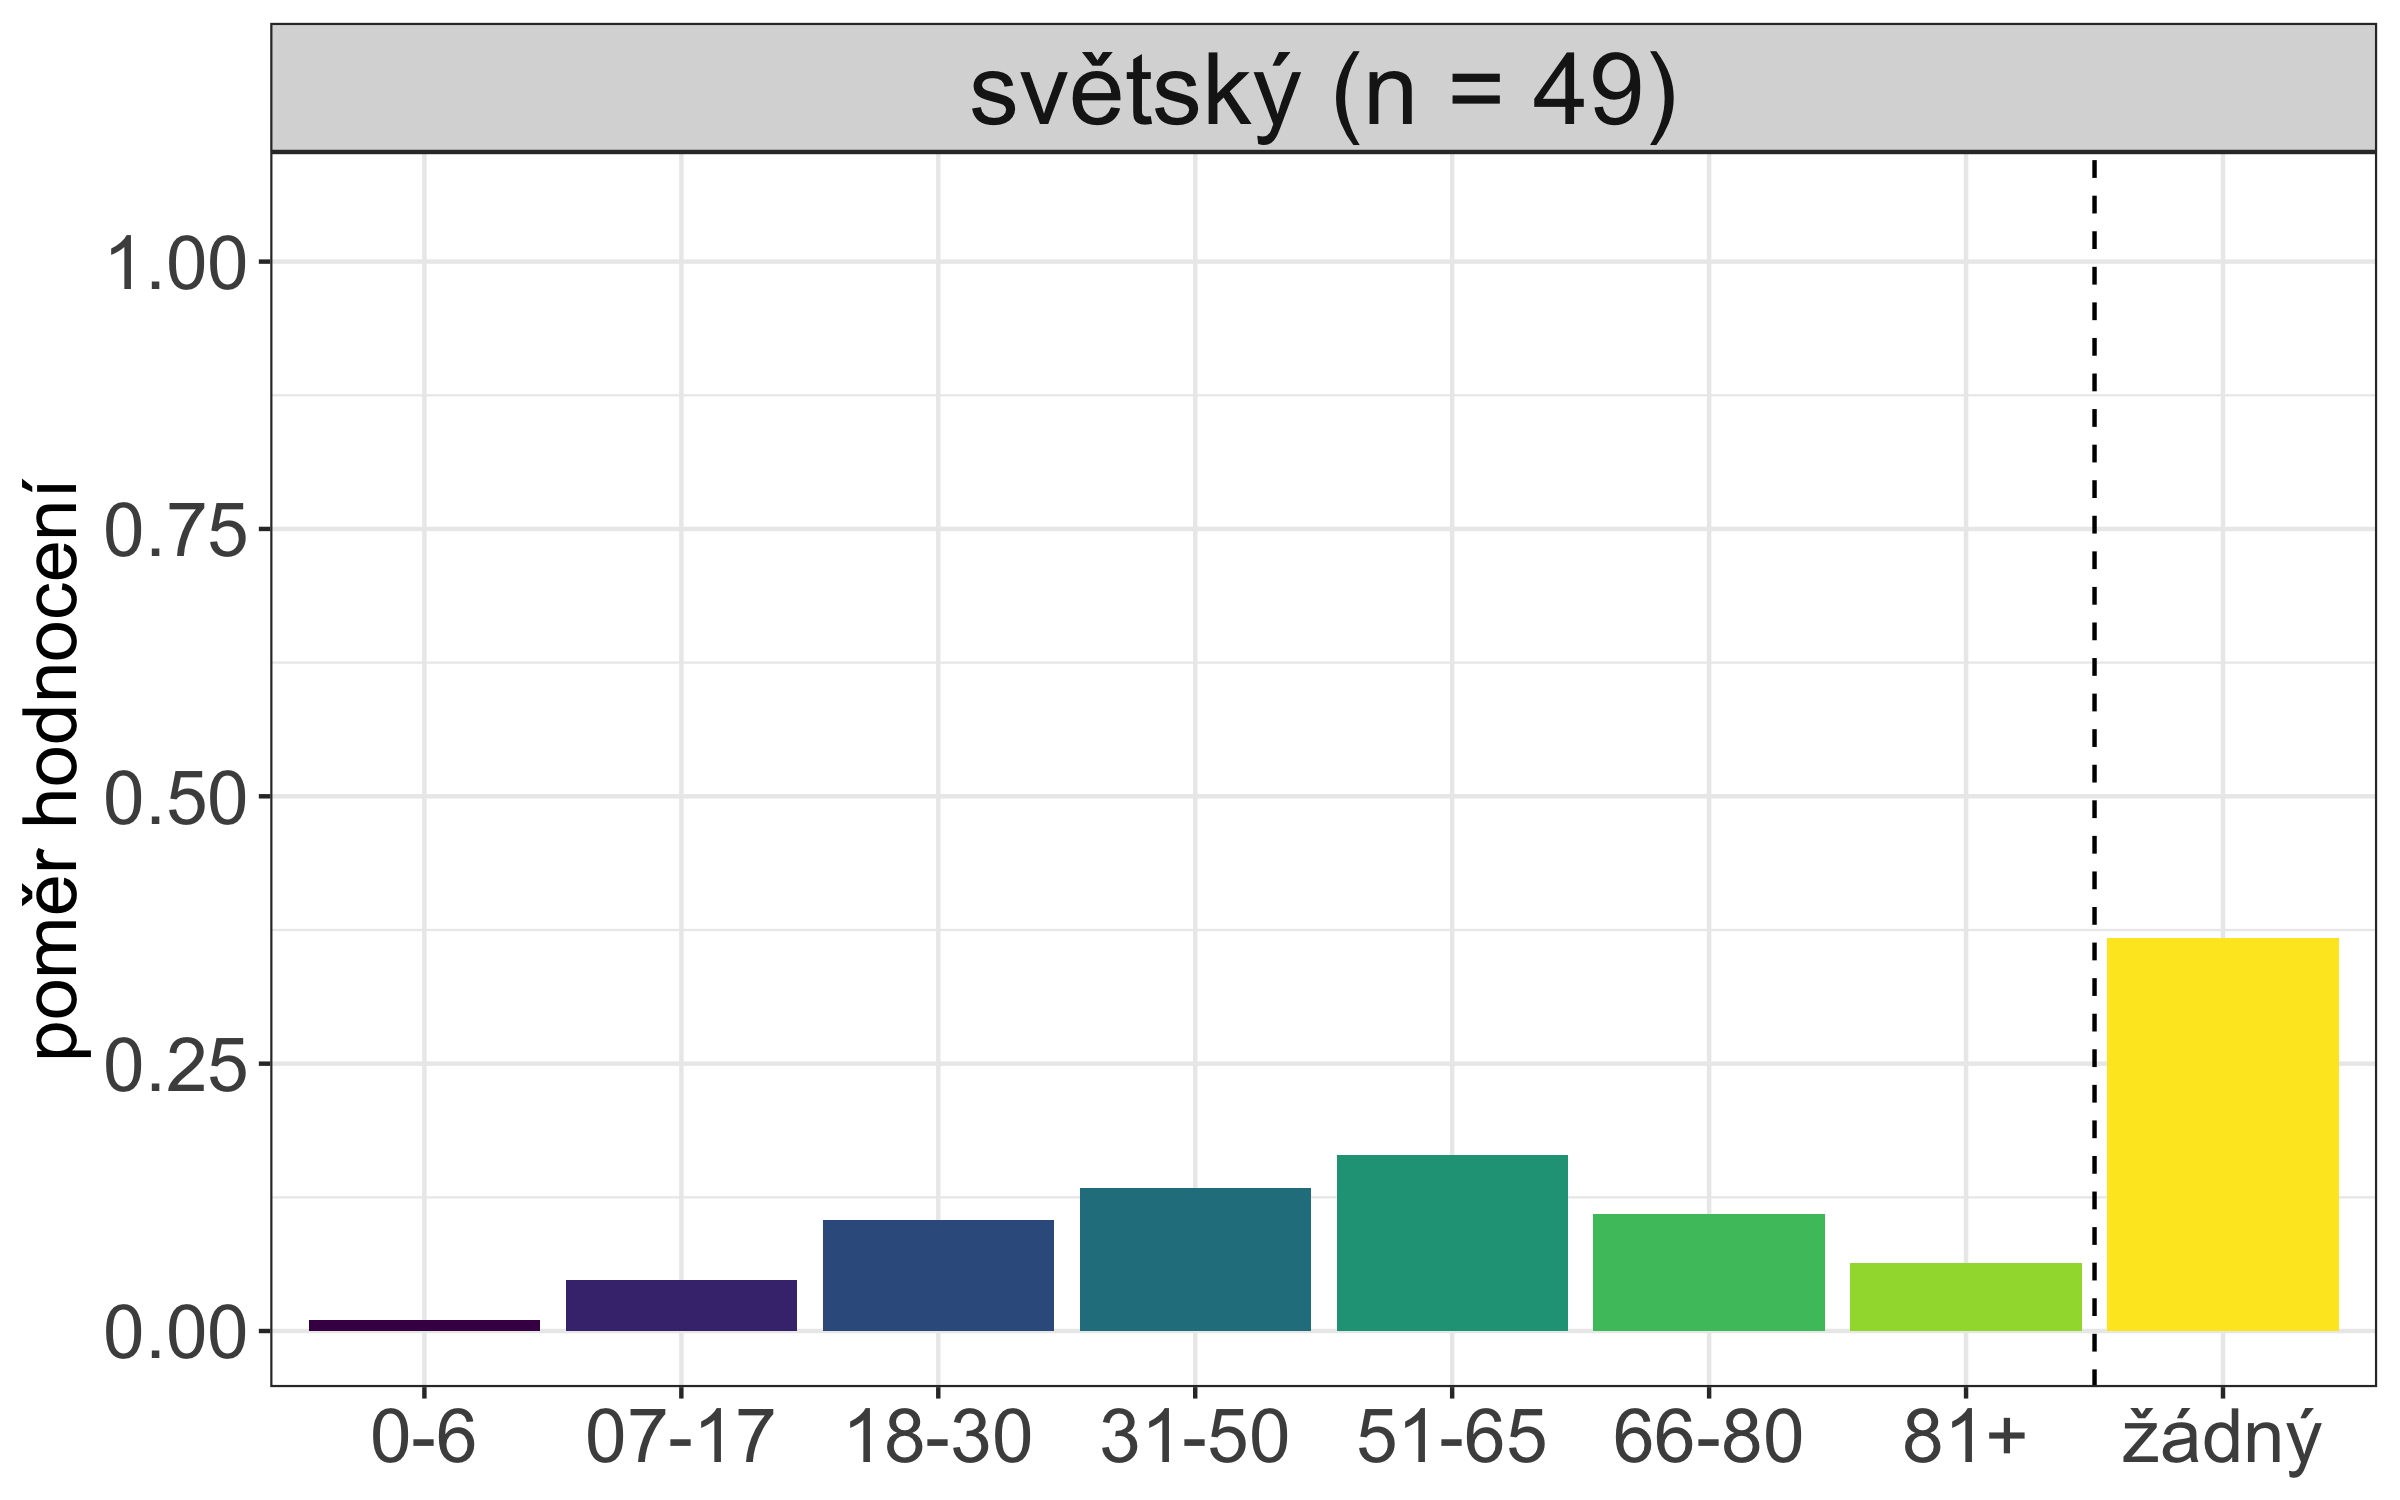 světský (n = 49)
poměr hodnocení
1.00
0.75
0.50
0.25
0.00
0-6 07-17 18-30 31-50 51-65 66-80 81+ žádný